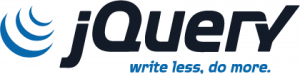 jQuery
write less, do more.